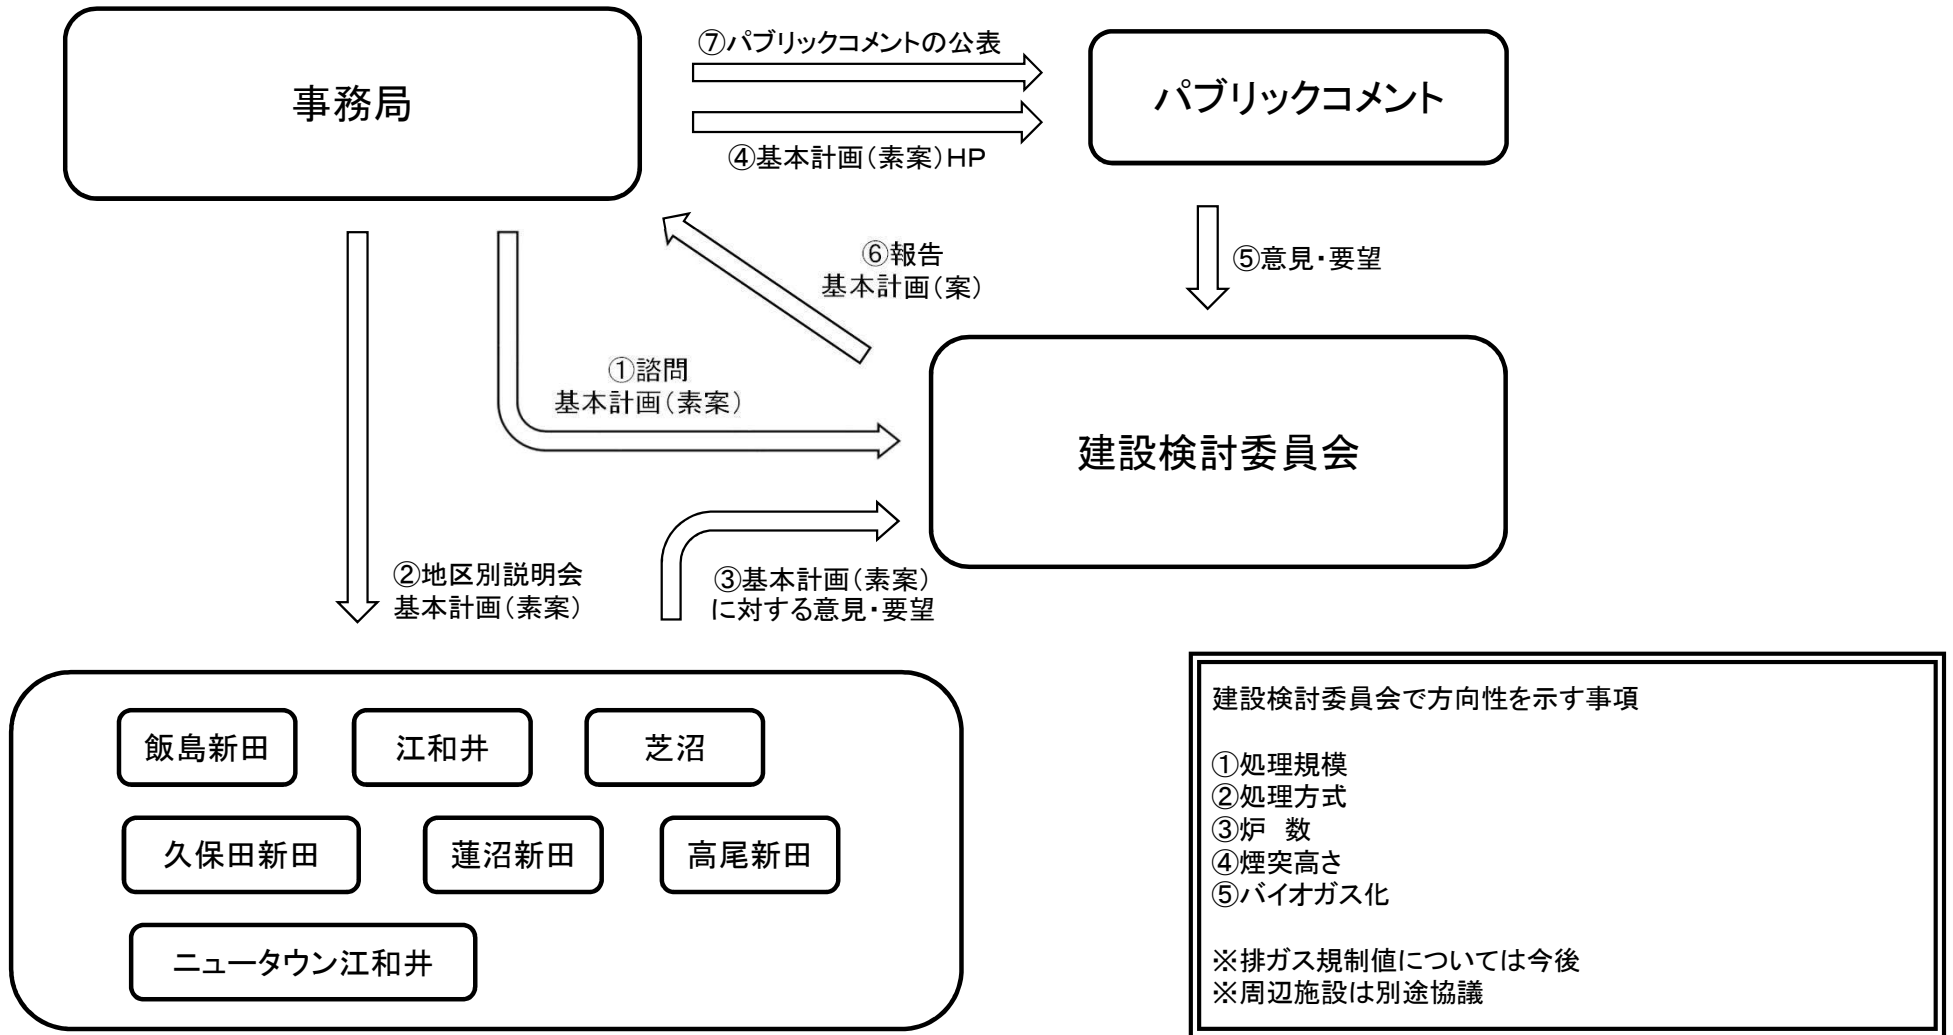 事務局
⑦パブリックコメントの公表
④基本計画(素案)HP
パブリックコメント
⑤意見・要望
⑥報告
基本計画(案)
①諮問
基本計画(素案)
建設検討委員会
②地区別説明会
基本計画(素案)
③基本計画(素案)
に対する意見・要望
飯島新田
江和井
芝沼
久保田新田
蓮沼新田
高尾新田
ニュータウン江和井
建設検討委員会で方向性を示す事項
①処理規模
②処理方式
③炉　数
④煙突高さ
⑤バイオガス化
※排ガス規制値については今後
※周辺施設は別途協議